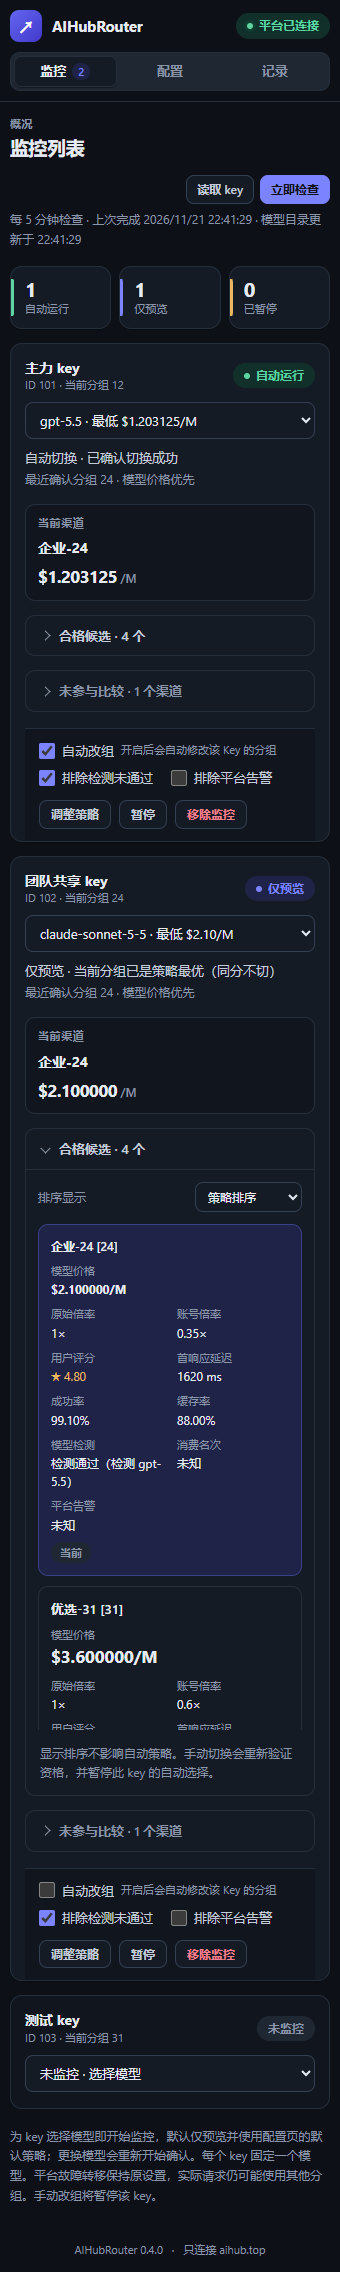 AIHubRouter
平台已连接
监控 2
配置
记录
概况
监控列表
读取 key
立即检查
每 5 分钟检查 · 上次完成 2026/11/21 22:41:29 · 模型目录更
新于 22:41:29
1
自动运行
1
仅预览
0
已暂停
主力 key
ID 101 · 当前分组 12
自动运行
gpt-5.5 · 最低 $1.203125/M
自动切换 · 已确认切换成功
最近确认分组 24 · 模型价格优先
当前渠道
企业-24
$1.203125 /M
合格候选 · 4 个
未参与比较 · 1 个渠道
自动改组 开启后会自动修改该 Key 的分组
排除检测未通过
排除平台告警
调整策略
暂停
移除监控
团队共享 key
ID 102 · 当前分组 24
仅预览
claude-sonnet-5-5 · 最低 $2.10/M
仅预览 · 当前分组已是策略最优（同分不切）
最近确认分组 24 · 模型价格优先
当前渠道
企业-24
$2.100000 /M
合格候选 · 4 个
排序显示
策略排序
企业-24 [24]
模型价格
$2.100000/M
原始倍率
账号倍率
1×
0.35×
用户评分
首响应延迟
★ 4.80
1620 ms
成功率
缓存率
99.10%
88.00%
模型检测
消费名次
检测通过（检测 gpt-
5.5）
未知
平台告警
未知
当前
优选-31 [31]
模型价格
$3.600000/M
原始倍率
账号倍率
1×
0.6×
用户评分
首响应延迟
显示排序不影响自动策略。手动切换会重新验证
资格，并暂停此 key 的自动选择。
未参与比较 · 1 个渠道
自动改组 开启后会自动修改该 Key 的分组
排除检测未通过
排除平台告警
调整策略
暂停
移除监控
测试 key
ID 103 · 当前分组 31
未监控
未监控 · 选择模型
为 key 选择模型即开始监控，默认仅预览并使用配置页的默
认策略；更换模型会重新开始确认。每个 key 固定一个模
型。平台故障转移保持原设置，实际请求仍可能使用其他分
组。手动改组将暂停该 key。
AIHubRouter 0.4.0 · 只连接 aihub.top